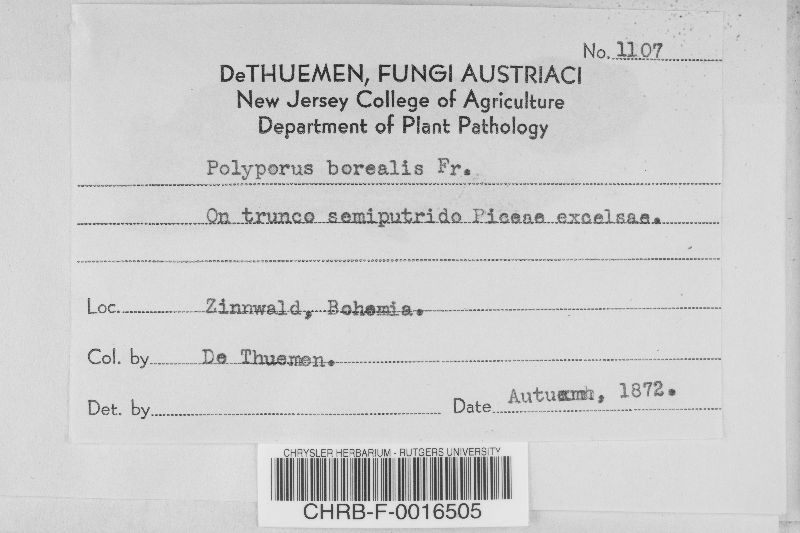 No. 1107
DeTHUEMEN, FUNGI AUSTRIACI
New Jersey College of Agriculture
Department of Plant Pathology
Polyporus borealis Fr.
On trunco semiputrido Piceae excelsae.
Loc. Zinnwald, Bohemia.
Col. by De Thuemen.
Det. by Date Autumn, 1872.
CHRYSLER HERBARIUM - RUTGERS UNIVERSITY
CHRB-F-0016505